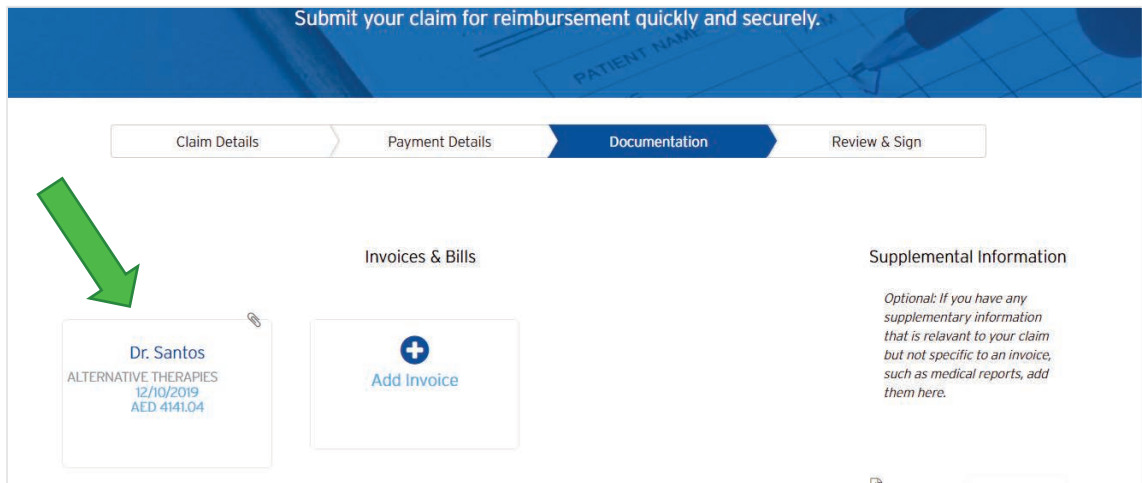 Submit your claim for reimbursement quickly and securely.
PATIENT NAME
Claim Details
Payment Details
Documentation
Review & Sign
Invoices & Bills
Dr. Santos
ALTERNATIVE THERAPIES
12/10/2019
AED 4141.04
Add Invoice
Supplemental Information
Optional: If you have any
supplementary information
that is relavant to your claim
but not specific to an invoice,
such as medical reports, add
them here.